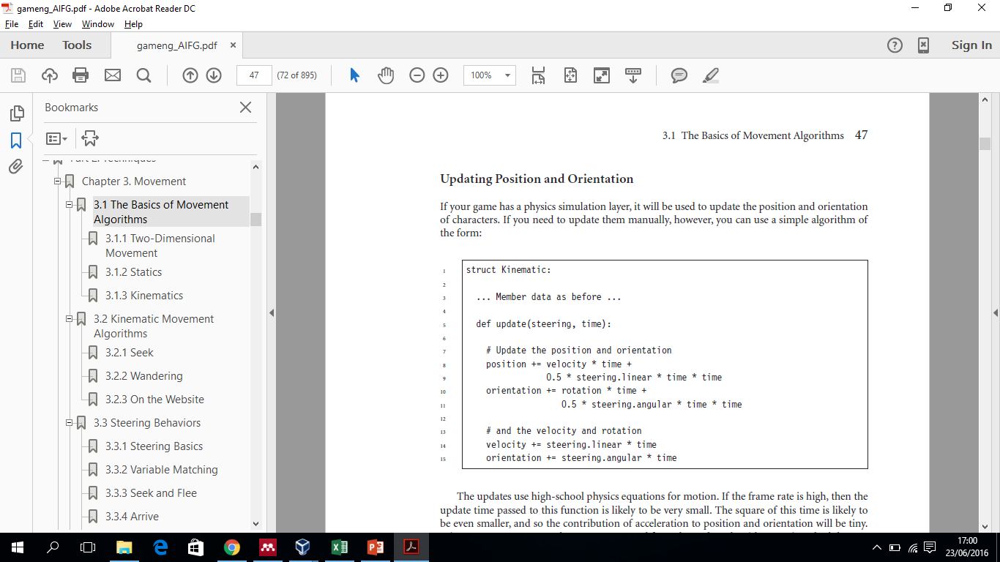 gameng_AIFG.pdf - Adobe Acrobat Reader DC
File Edit View Window Help
Home Tools gameng_AIFG.pdf × Sign In
47 (72 of 895) 100%
Bookmarks
Part II. Techniques
Chapter 3. Movement
3.1 The Basics of Movement
Algorithms
3.1.1 Two-Dimensional
Movement
3.1.2 Statics
3.1.3 Kinematics
3.2 Kinematic Movement
Algorithms
3.2.1 Seek
3.2.2 Wandering
3.2.3 On the Website
3.3 Steering Behaviors
3.3.1 Steering Basics
3.3.2 Variable Matching
3.3.3 Seek and Flee
3.3.4 Arrive
3.1 The Basics of Movement Algorithms 47
Updating Position and Orientation
If your game has a physics simulation layer, it will be used to update the position and orientation
of characters. If you need to update them manually, however, you can use a simple algorithm of
the form:
1 struct Kinematic:
2
3 ... Member data as before ...
4
5 def update(steering, time):
6
7 # Update the position and orientation
8 position += velocity * time +
9 0.5 * steering.linear * time * time
10 orientation += rotation * time +
11 0.5 * steering.angular * time * time
12
13 # and the velocity and rotation
14 velocity += steering.linear * time
15 orientation += steering.angular * time
The updates use high-school physics equations for motion. If the frame rate is high, then the
update time passed to this function is likely to be very small. The square of this time is likely to
be even smaller, and so the contribution of acceleration to position and orientation will be tiny.
17:00
23/06/2016